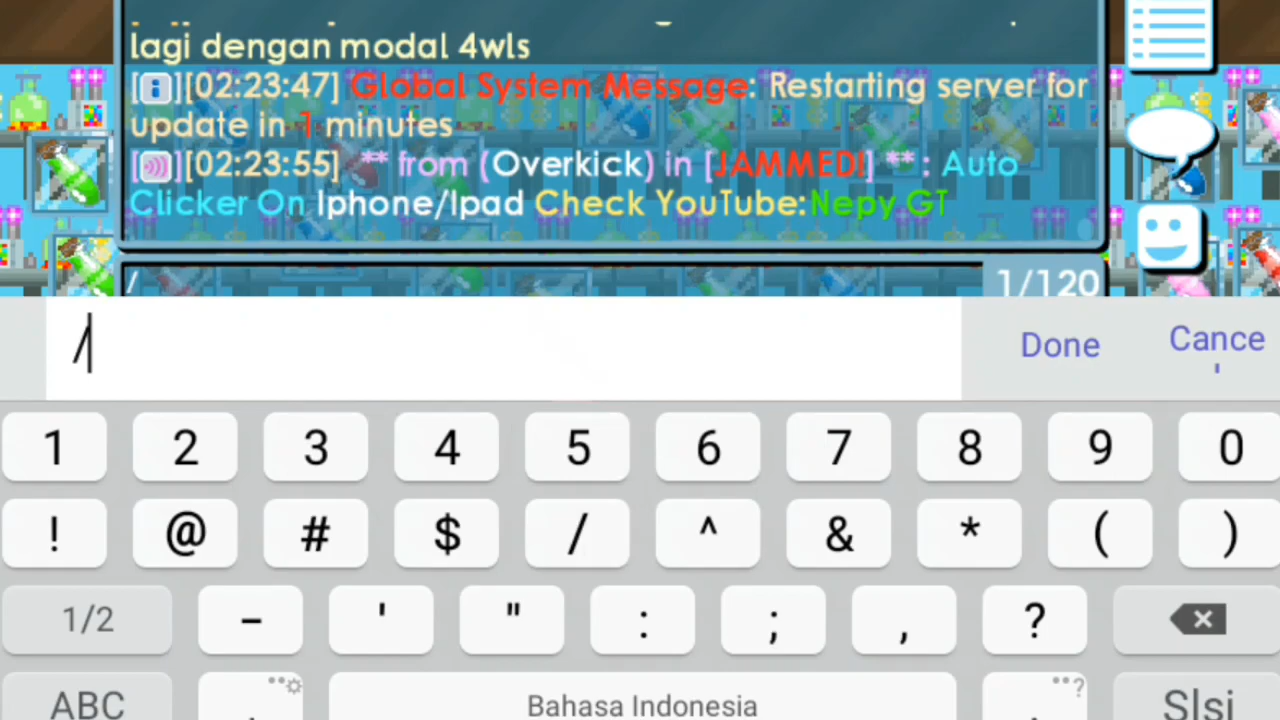 lagi dengan modal 4wls
[i][02:23:47] Global System Message: Restarting server for
update in 1 minutes
[02:23:55] ** from (Overkick) in [JAMMED!] ** : Auto
Clicker On Iphone/Ipad Check YouTube:Nepy GT
/
1/120
/
Done
Cance
l
1 2 3 4 5 6 7 8 9 0
! @ # $ / ^ & * ( )
1/2 - ' " : ; , ?
ABC , Bahasa Indonesia . Slsi